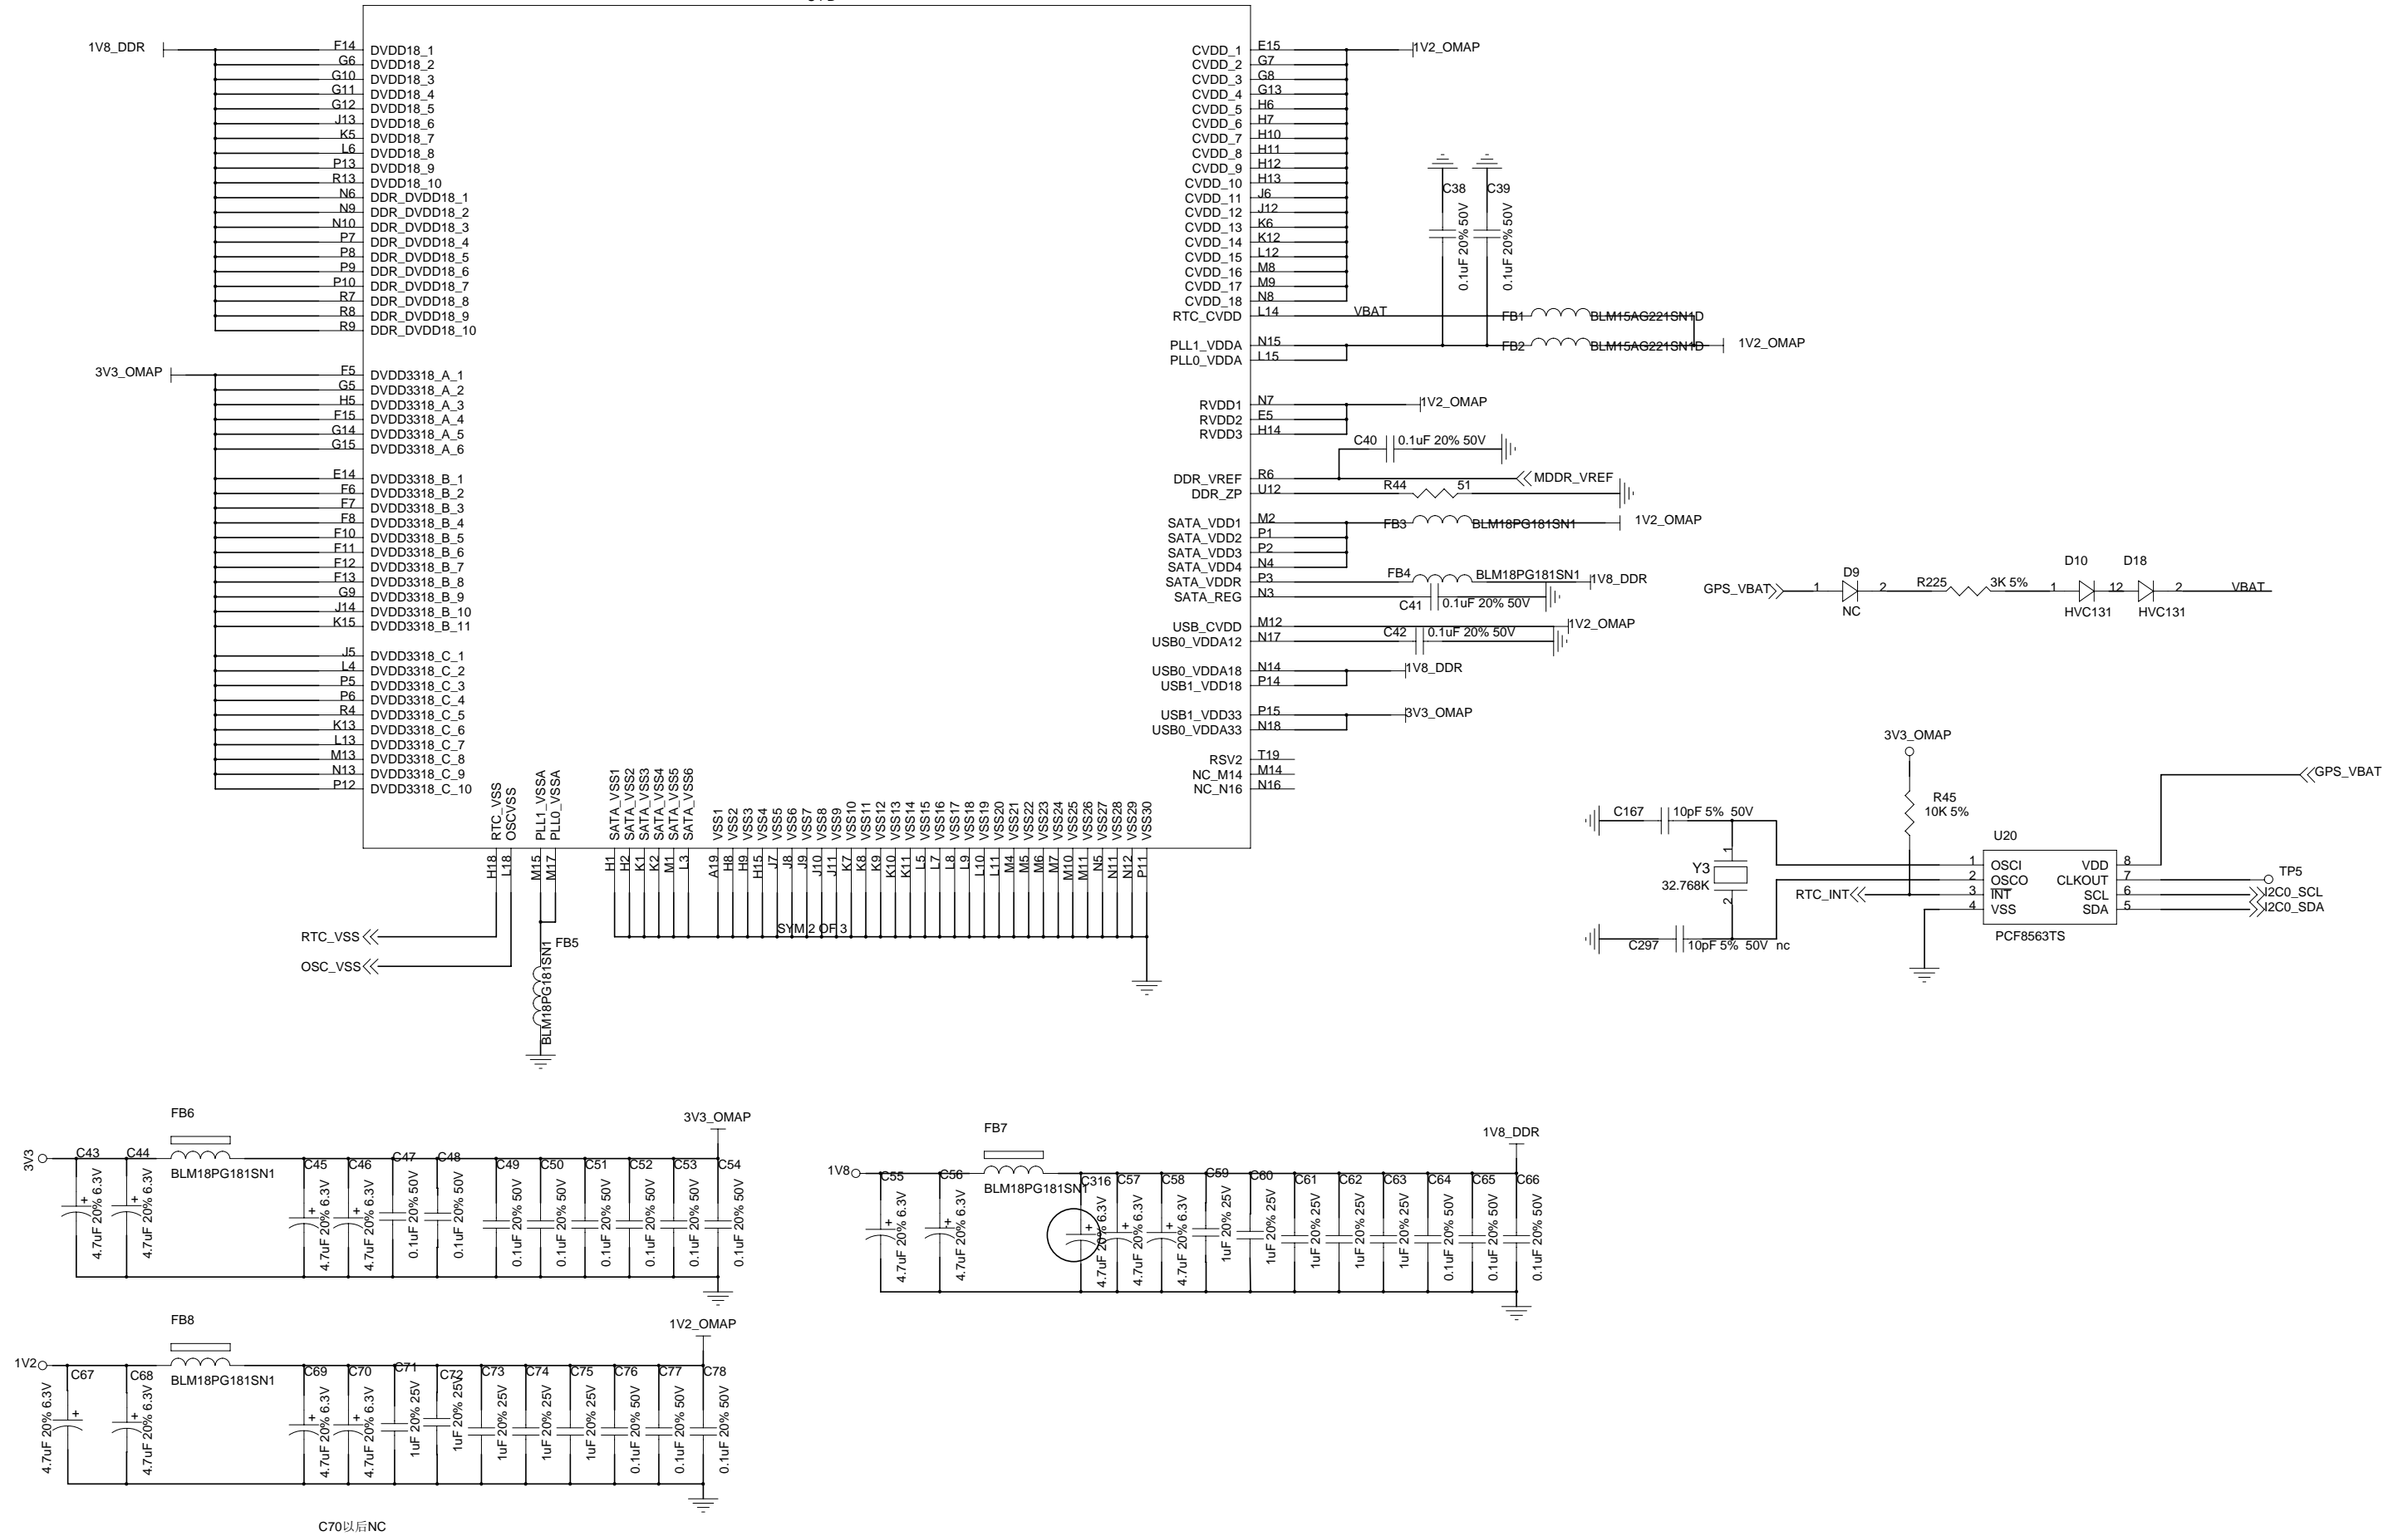 1V8_DDR
F14 DVDD18_1
G6 DVDD18_2
G10 DVDD18_3
G11 DVDD18_4
G12 DVDD18_5
J13 DVDD18_6
K5 DVDD18_7
L6 DVDD18_8
P13 DVDD18_9
R13 DVDD18_10
N6 DDR_DVDD18_1
N9 DDR_DVDD18_2
N10 DDR_DVDD18_3
P7 DDR_DVDD18_4
P8 DDR_DVDD18_5
P9 DDR_DVDD18_6
P10 DDR_DVDD18_7
R7 DDR_DVDD18_8
R8 DDR_DVDD18_9
R9 DDR_DVDD18_10
3V3_OMAP
F5 DVDD3318_A_1
G5 DVDD3318_A_2
H5 DVDD3318_A_3
F15 DVDD3318_A_4
G14 DVDD3318_A_5
G15 DVDD3318_A_6
E14 DVDD3318_B_1
F6 DVDD3318_B_2
F7 DVDD3318_B_3
F8 DVDD3318_B_4
F10 DVDD3318_B_5
F11 DVDD3318_B_6
F12 DVDD3318_B_7
F13 DVDD3318_B_8
G9 DVDD3318_B_9
J14 DVDD3318_B_10
K15 DVDD3318_B_11
J5 DVDD3318_C_1
L4 DVDD3318_C_2
P5 DVDD3318_C_3
P6 DVDD3318_C_4
R4 DVDD3318_C_5
K13 DVDD3318_C_6
L13 DVDD3318_C_7
M13 DVDD3318_C_8
N13 DVDD3318_C_9
P12 DVDD3318_C_10
CVDD_1 E15 1V2_OMAP
CVDD_2 G7
CVDD_3 G8
CVDD_4 G13
CVDD_5 H6
CVDD_6 H7
CVDD_7 H10
CVDD_8 H11
CVDD_9 H12
CVDD_10 H13
CVDD_11 J6
CVDD_12 J12
CVDD_13 K6
CVDD_14 K12
CVDD_15 L12
CVDD_16 M8
CVDD_17 M9
CVDD_18 N8
C38 0.1uF 20% 50V
C39 0.1uF 20% 50V
RTC_CVDD L14 VBAT FB1 BLM15AG221SN1D
PLL1_VDDA N15 FB2 BLM15AG221SN1D 1V2_OMAP
PLL0_VDDA L15
RVDD1 N7 1V2_OMAP
RVDD2 E5
RVDD3 H14
C40 0.1uF 20% 50V
DDR_VREF R6 MDDR_VREF
DDR_ZP U12 R44 51
SATA_VDD1 M2 FB3 BLM18PG181SN1 1V2_OMAP
SATA_VDD2 P1
SATA_VDD3 P2
SATA_VDD4 N4
SATA_VDDR P3 FB4 BLM18PG181SN1 1V8_DDR
SATA_REG N3 C41 0.1uF 20% 50V
USB_CVDD M12 1V2_OMAP
USB0_VDDA12 N17 C42 0.1uF 20% 50V
USB0_VDDA18 N14 1V8_DDR
USB1_VDD18 P14
USB1_VDD33 P15 3V3_OMAP
USB0_VDDA33 N18
RSV2 T19
NC_M14 M14
NC_N16 N16
RTC_VSS H18
OSCVSS L18
PLL1_VSSA M15
PLL0_VSSA M17
SATA_VSS1 H1
SATA_VSS2 H2
SATA_VSS3 K1
SATA_VSS4 K2
SATA_VSS5 M1
SATA_VSS6 L3
VSS1 A19
VSS2 H8
VSS3 H9
VSS4 H15
VSS5 J7
VSS6 J8
VSS7 J9
VSS8 J10
VSS9 J11
VSS10 K7
VSS11 K8
VSS12 K9
VSS13 K10
VSS14 K11
VSS15 L5
VSS16 L7
VSS17 L8
VSS18 L9
VSS19 L10
VSS20 L11
VSS21 M4
VSS22 M5
VSS23 M6
VSS24 M7
VSS25 M10
VSS26 M11
VSS27 N5
VSS28 N11
VSS29 N12
VSS30 P11
SYM 2 OF 3
RTC_VSS
OSC_VSS
FB5
BLM18PG181SN1
GPS_VBAT 1 D9 NC 2 R225 3K 5% 1 D10 HVC131 12 D18 HVC131 2 VBAT
3V3_OMAP
R45
10K 5%
GPS_VBAT
C167 10pF 5% 50V
1
Y3
32.768K
2
C297 10pF 5% 50V nc
RTC_INT
U20
1 OSCI VDD 8
2 OSCO CLKOUT 7 TP5
3 INT SCL 6 I2C0_SCL
4 VSS SDA 5 I2C0_SDA
PCF8563TS
3V3
C43 4.7uF 20% 6.3V
C44 4.7uF 20% 6.3V
FB6
BLM18PG181SN1
C45 4.7uF 20% 6.3V
C46 4.7uF 20% 6.3V
C47 0.1uF 20% 50V
C48 0.1uF 20% 50V
C49 0.1uF 20% 50V
C50 0.1uF 20% 50V
C51 0.1uF 20% 50V
C52 0.1uF 20% 50V
C53 0.1uF 20% 50V
C54 0.1uF 20% 50V
3V3_OMAP
1V8
C55 4.7uF 20% 6.3V
C56 4.7uF 20% 6.3V
FB7
BLM18PG181SN1
C316 4.7uF 20% 6.3V
C57 4.7uF 20% 6.3V
C58 4.7uF 20% 6.3V
C59 1uF 20% 25V
C60 1uF 20% 25V
C61 1uF 20% 25V
C62 1uF 20% 25V
C63 1uF 20% 25V
C64 0.1uF 20% 50V
C65 0.1uF 20% 50V
C66 0.1uF 20% 50V
1V8_DDR
1V2
C67 4.7uF 20% 6.3V
C68 4.7uF 20% 6.3V
FB8
BLM18PG181SN1
C69 4.7uF 20% 6.3V
C70 4.7uF 20% 6.3V
C71 1uF 20% 25V
C72 1uF 20% 25V
C73 1uF 20% 25V
C74 1uF 20% 25V
C75 1uF 20% 25V
C76 0.1uF 20% 50V
C77 0.1uF 20% 50V
C78 0.1uF 20% 50V
1V2_OMAP
C70以后NC